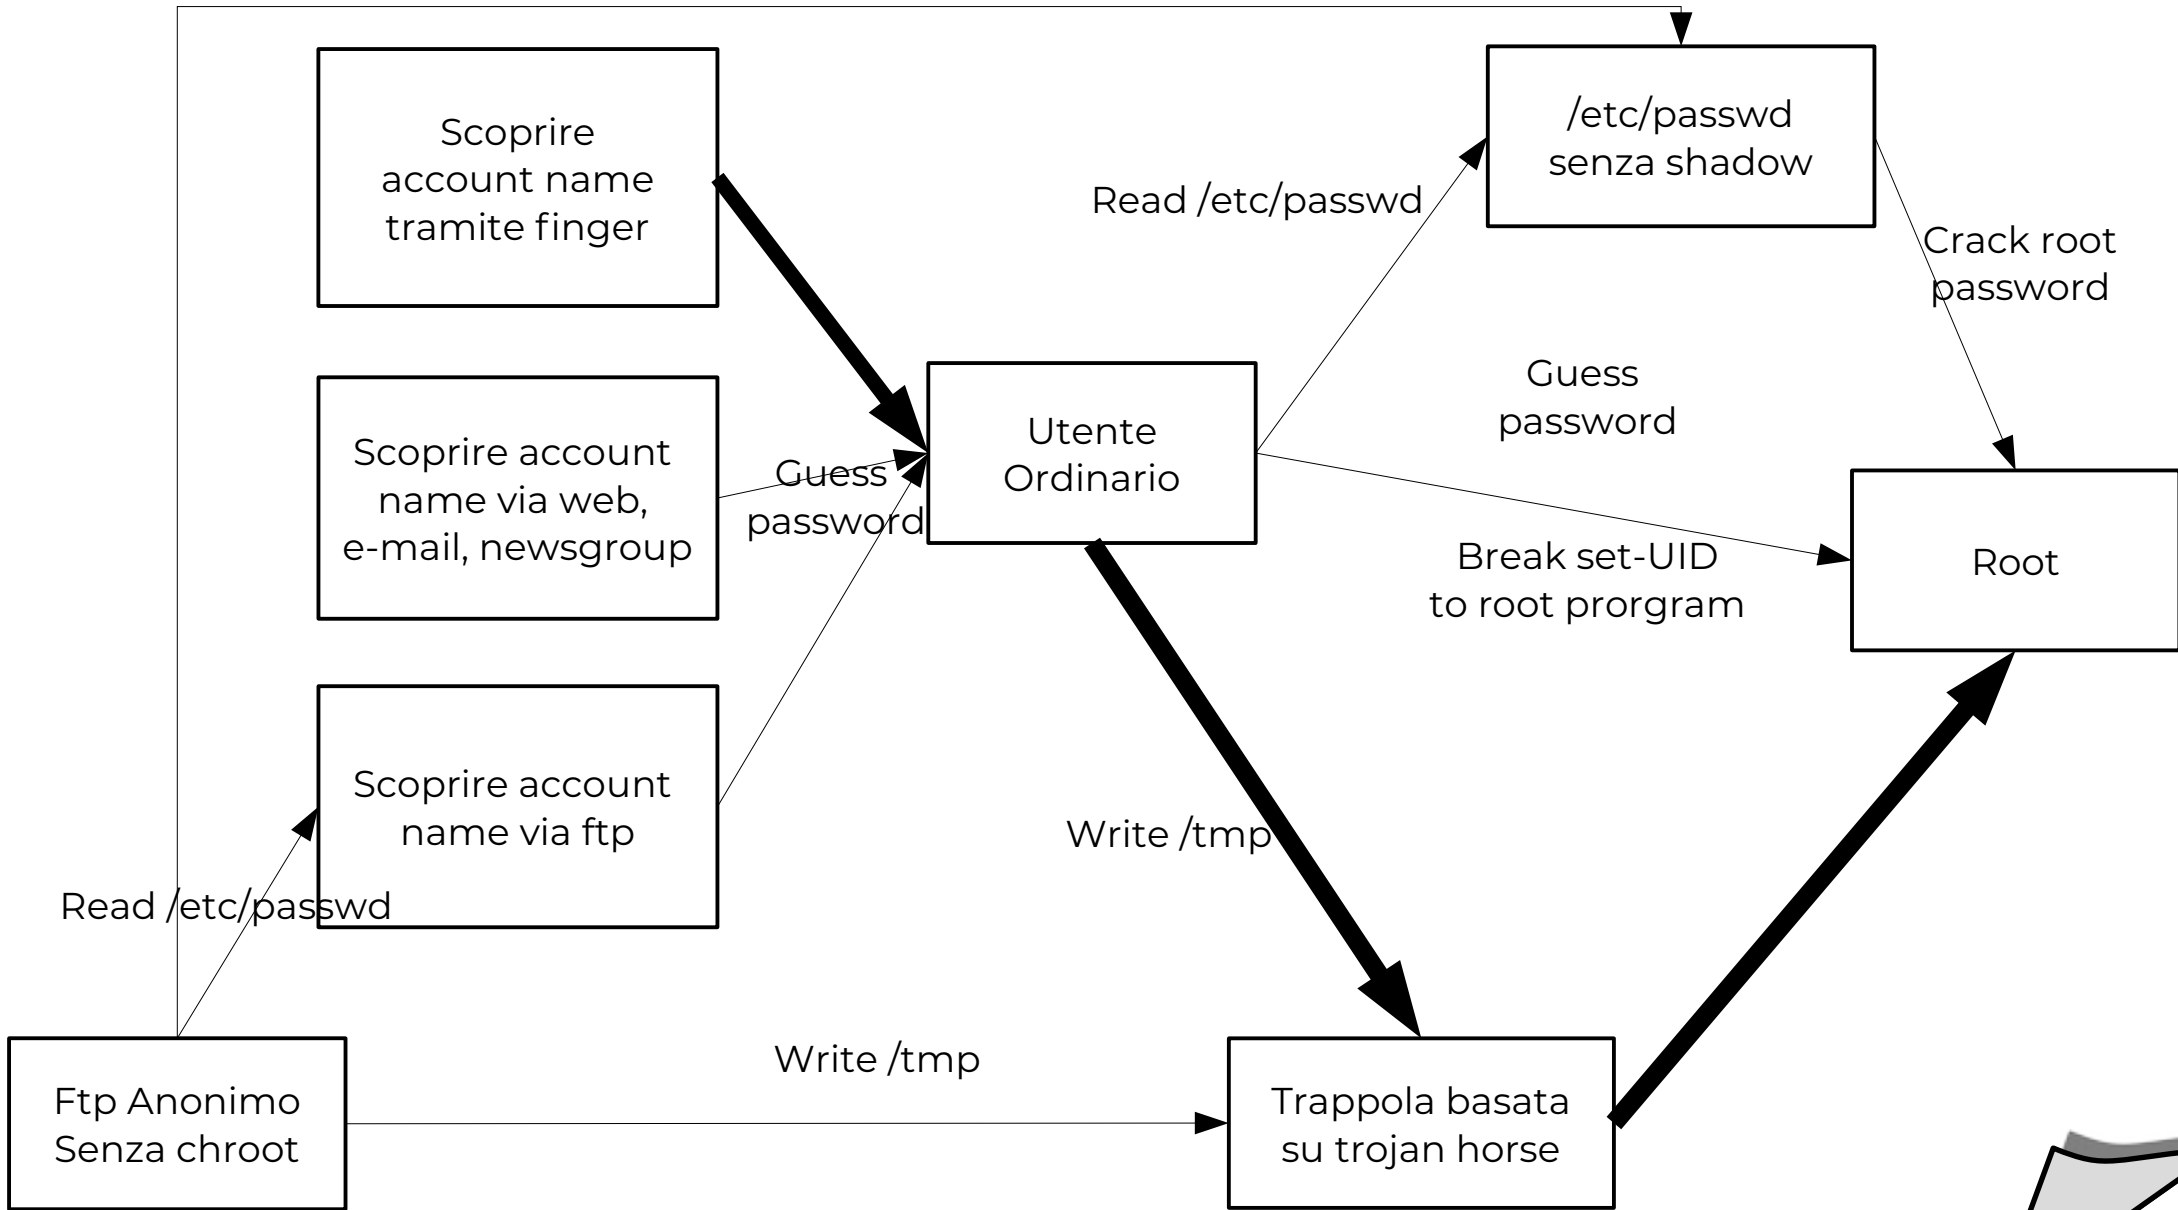 Scoprire
account name
tramite finger
/etc/passwd
senza shadow
Read /etc/passwd
Crack root
password
Guess
password
Scoprire account
name via web,
e-mail, newsgroup
Guess
password
Utente
Ordinario
Break set-UID
to root prorgram
Root
Scoprire account
name via ftp
Write /tmp
Read /etc/passwd
Write /tmp
Ftp Anonimo
Senza chroot
Trappola basata
su trojan horse